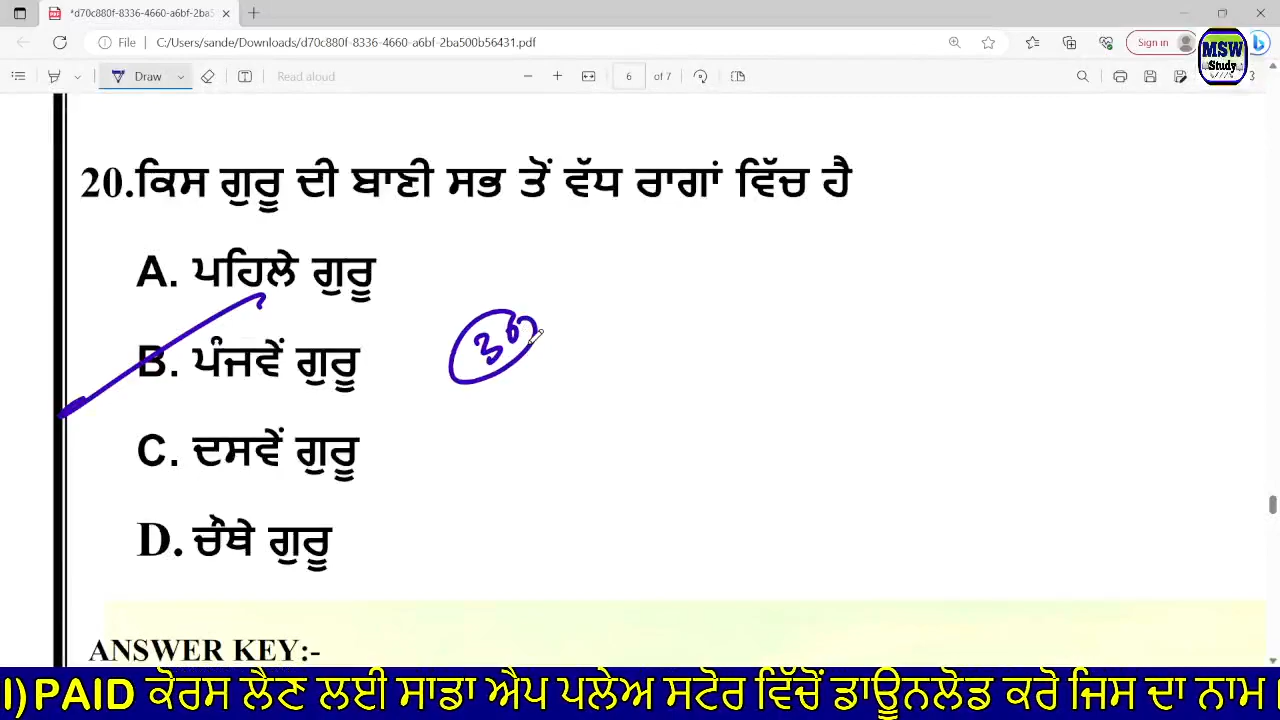 *d70c880f-8336-4660-a6bf-2ba5
File C:/Users/sande/Downloads/d70c880f-8336-4660-a6bf-2ba500b56431.pdf
Sign in
MSW
Study
Draw
Read aloud
6 of 7
3
20.ਕਿਸ ਗੁਰੂ ਦੀ ਬਾਣੀ ਸਭ ਤੋਂ ਵੱਧ ਰਾਗਾਂ ਵਿੱਚ ਹੈ
A. ਪਹਿਲੇ ਗੁਰੂ
B. ਪੰਜਵੇਂ ਗੁਰੂ
C. ਦਸਵੇਂ ਗੁਰੂ
D. ਚੌਥੇ ਗੁਰੂ
ANSWER KEY:-
I) PAID ਕੋਰਸ ਲੈਣ ਲਈ ਸਾਡਾ ਐਪ ਪਲੇਅ ਸਟੋਰ ਵਿੱਚੋਂ ਡਾਊਨਲੋਡ ਕਰੋ ਜਿਸ ਦਾ ਨਾਮ